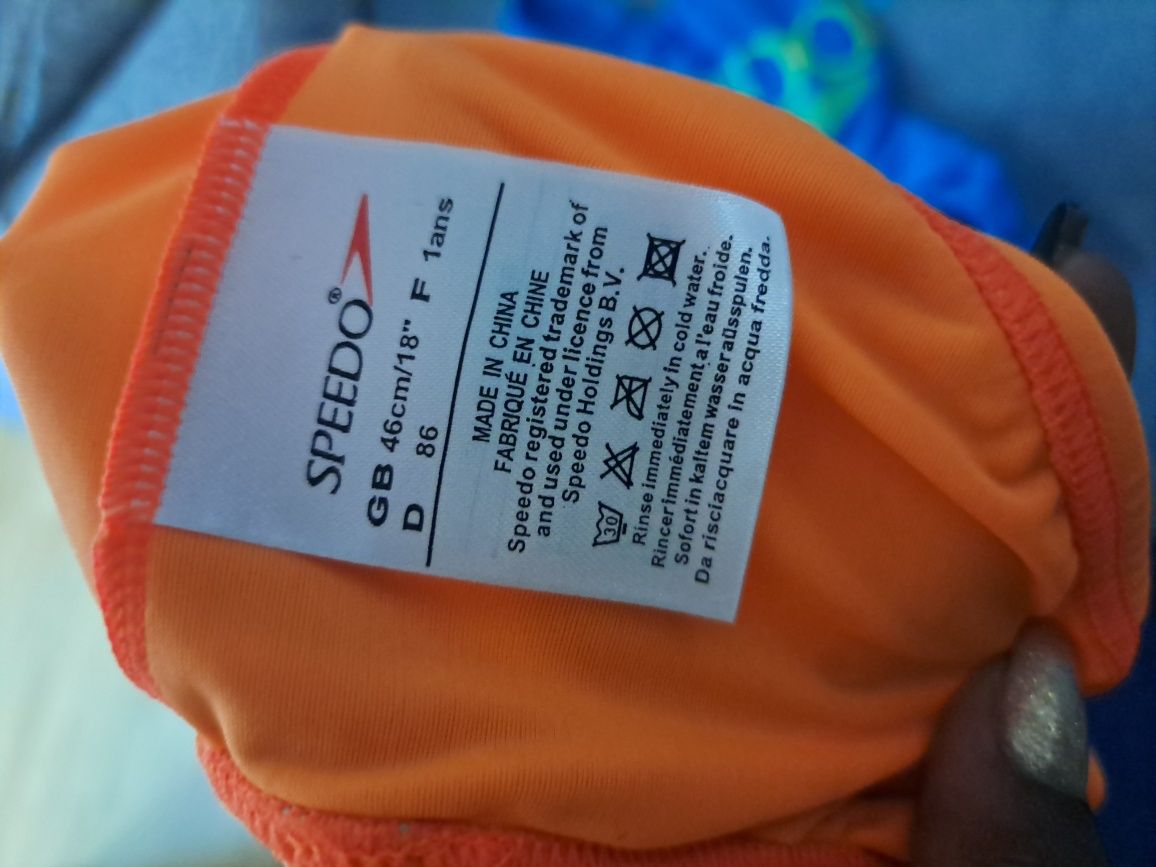 SPEEDO®
GB 46cm/18" F 1ans
D 86
MADE IN CHINA
FABRIQUÉ EN CHINE
Speedo registered trademark of
and used under licence from
Speedo Holdings B.V.
30
Rinse immediately in cold water.
Rincer immédiatement a l'eau froide.
Sofort in kaltem wasser aüsspulen.
Da risciacquare in acqua fredda.